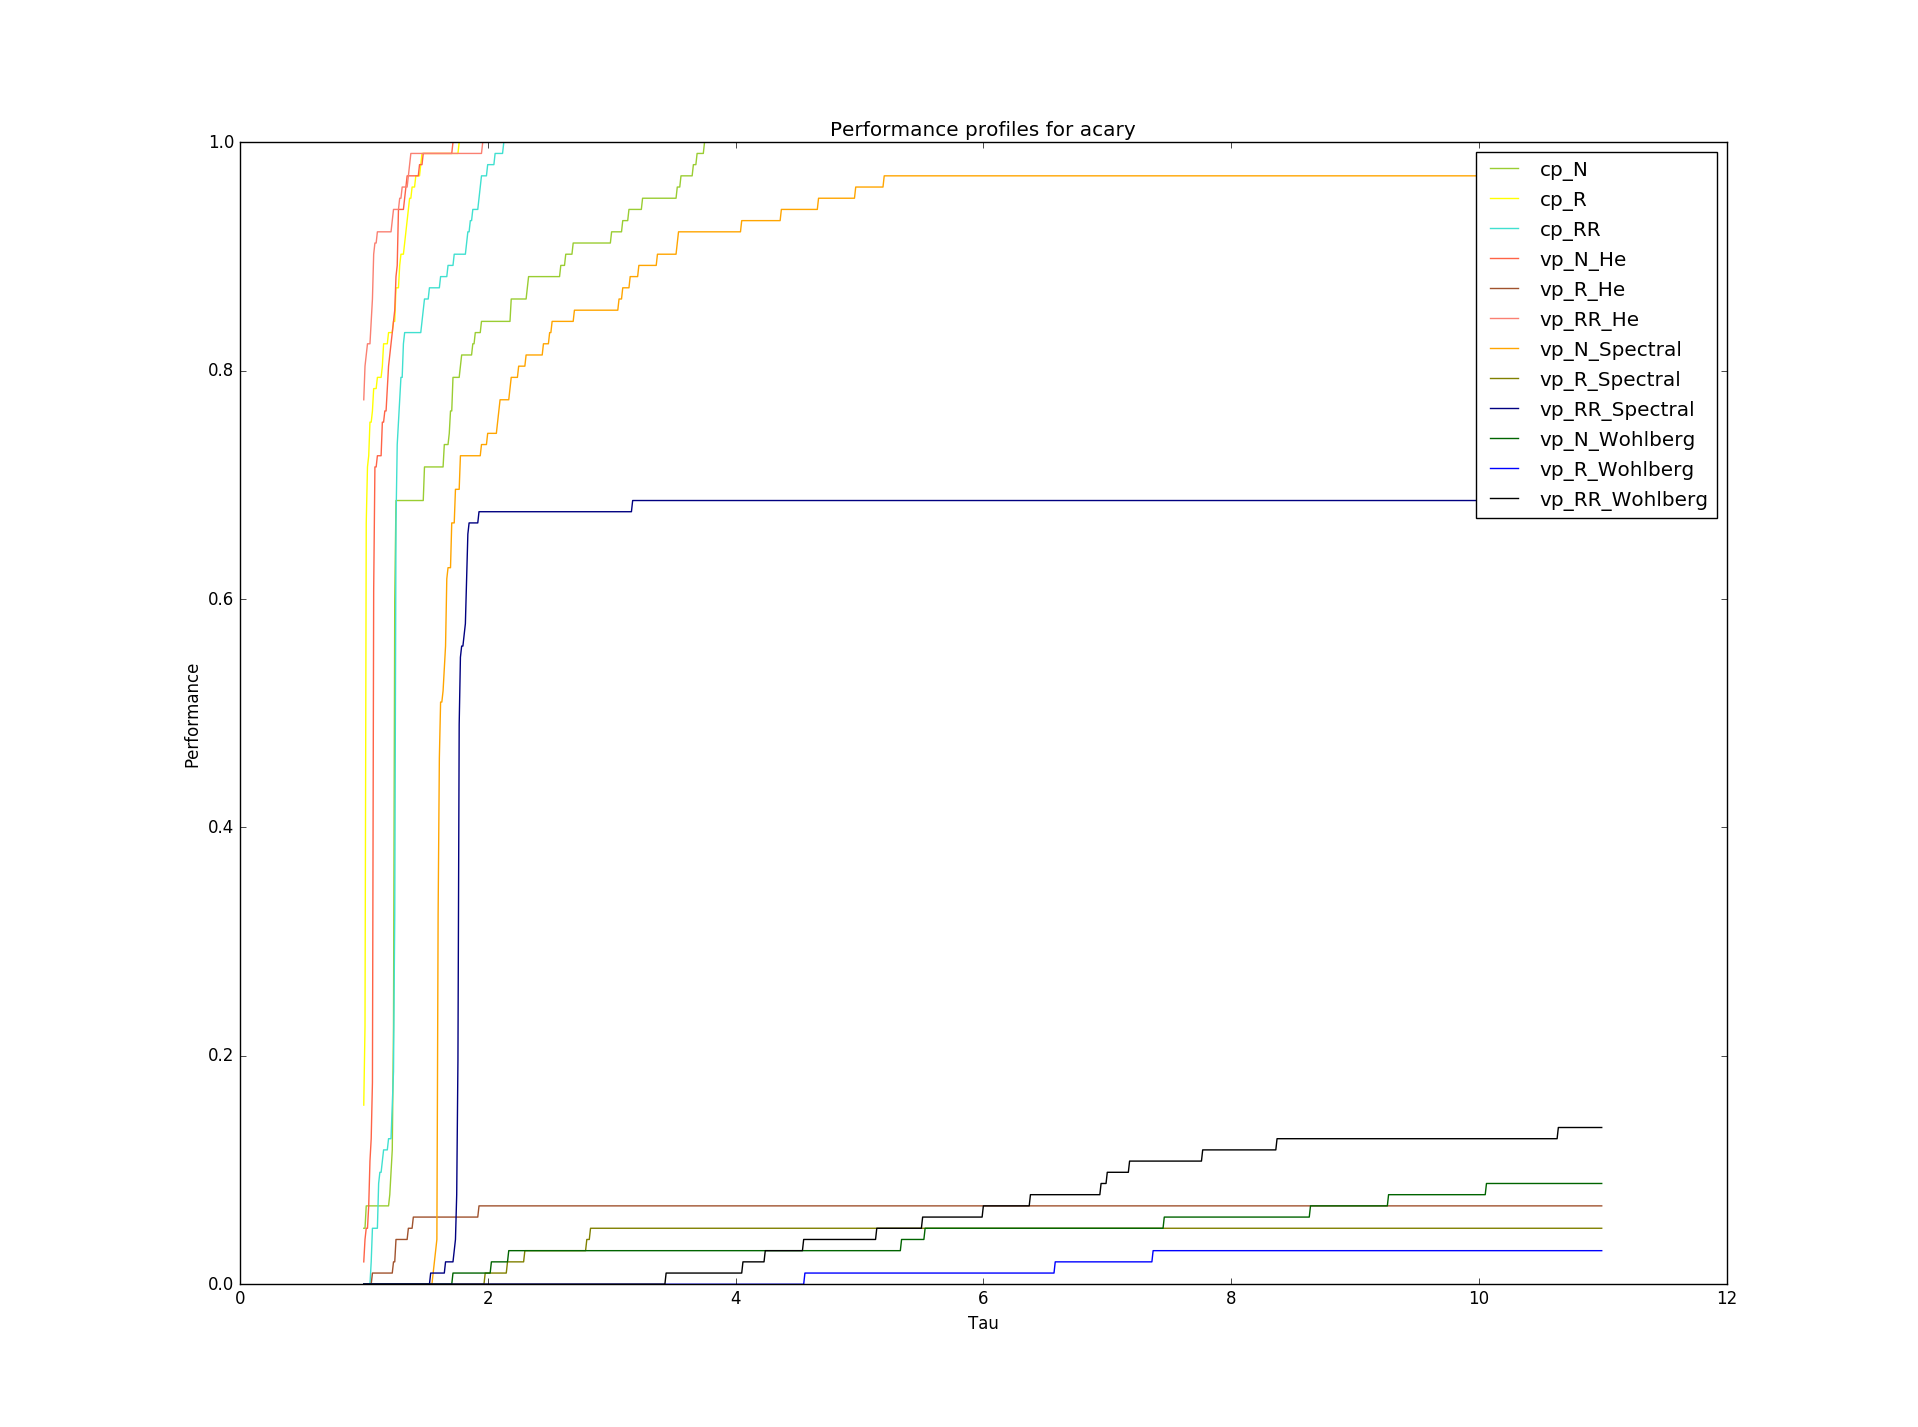 Performance profiles for acary
1.0
0.8
0.6
0.4
0.2
0.0
Performance
0 2 4 6 8 10 12
Tau
cp_N
cp_R
cp_RR
vp_N_He
vp_R_He
vp_RR_He
vp_N_Spectral
vp_R_Spectral
vp_RR_Spectral
vp_N_Wohlberg
vp_R_Wohlberg
vp_RR_Wohlberg